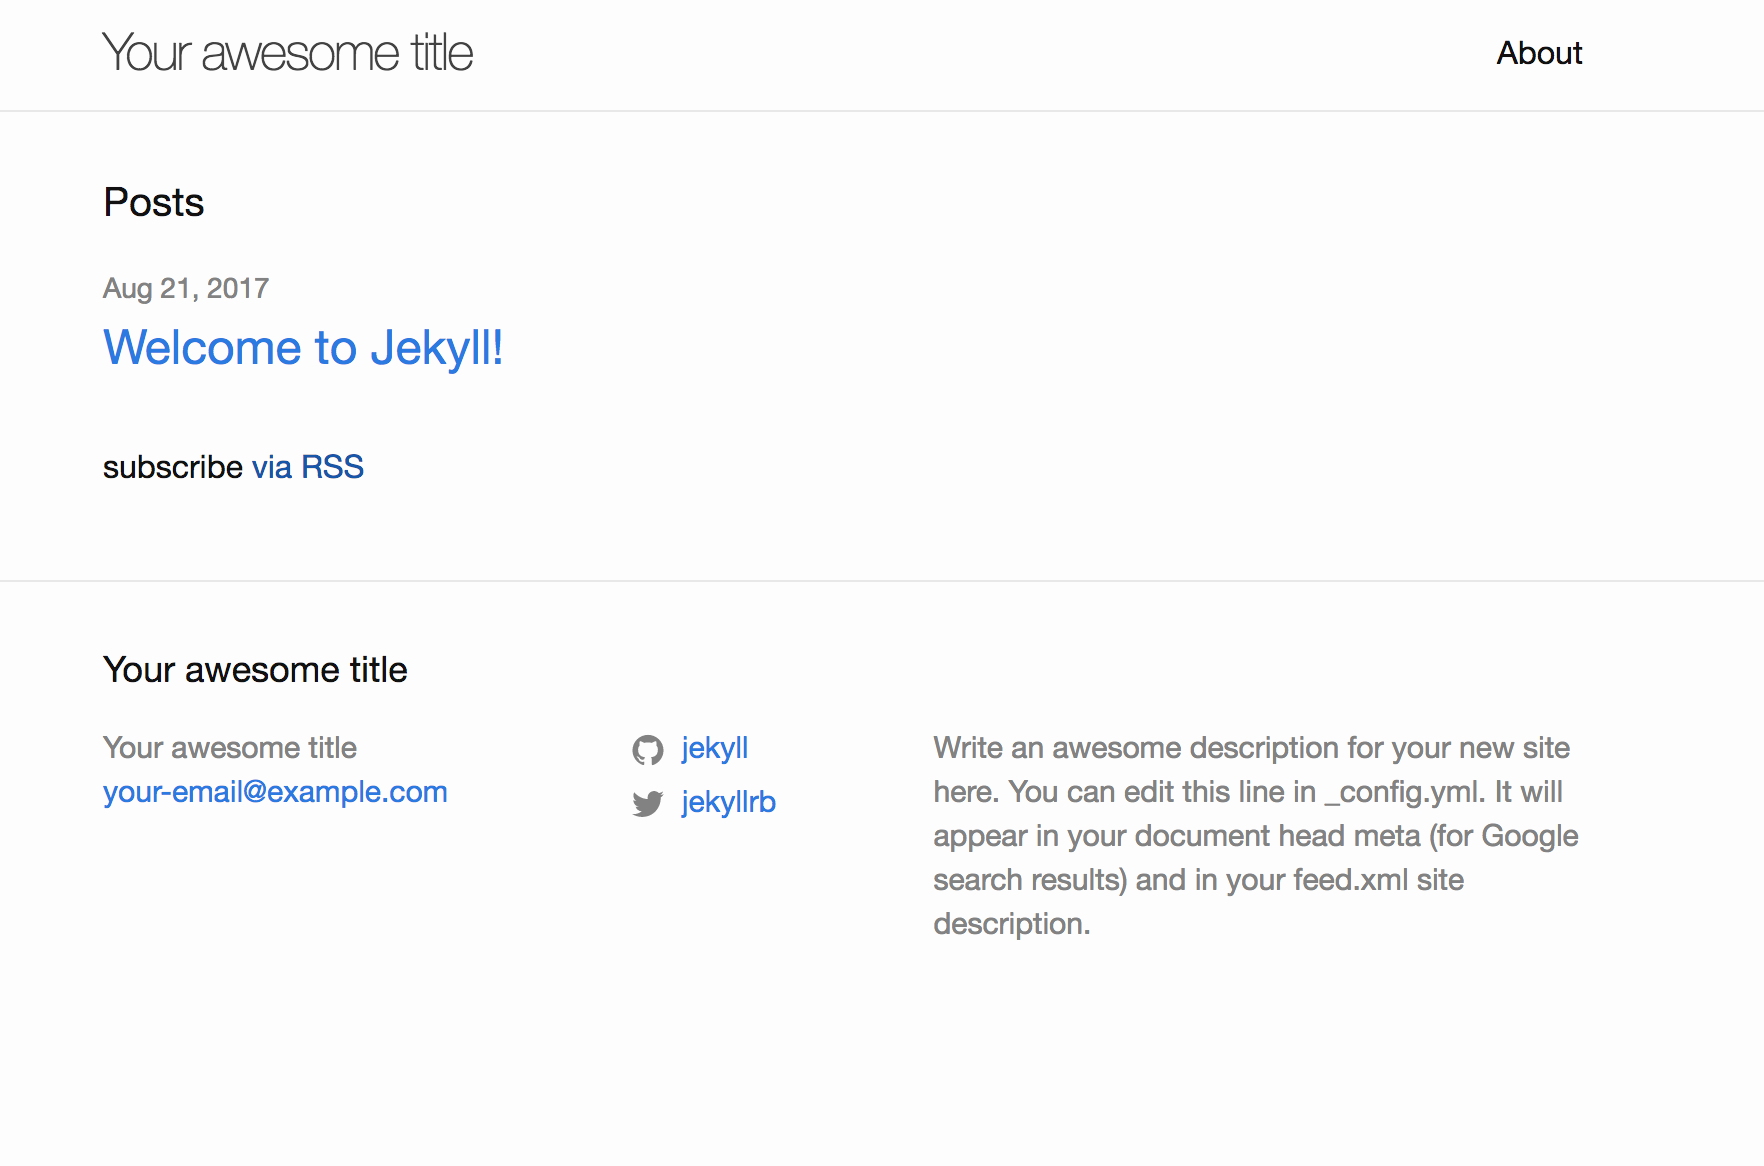 Your awesome title
About
Posts
Aug 21, 2017
Welcome to Jekyll!
subscribe via RSS
Your awesome title
Your awesome title
your-email@example.com
jekyll
jekyllrb
Write an awesome description for your new site
here. You can edit this line in _config.yml. It will
appear in your document head meta (for Google
search results) and in your feed.xml site
description.